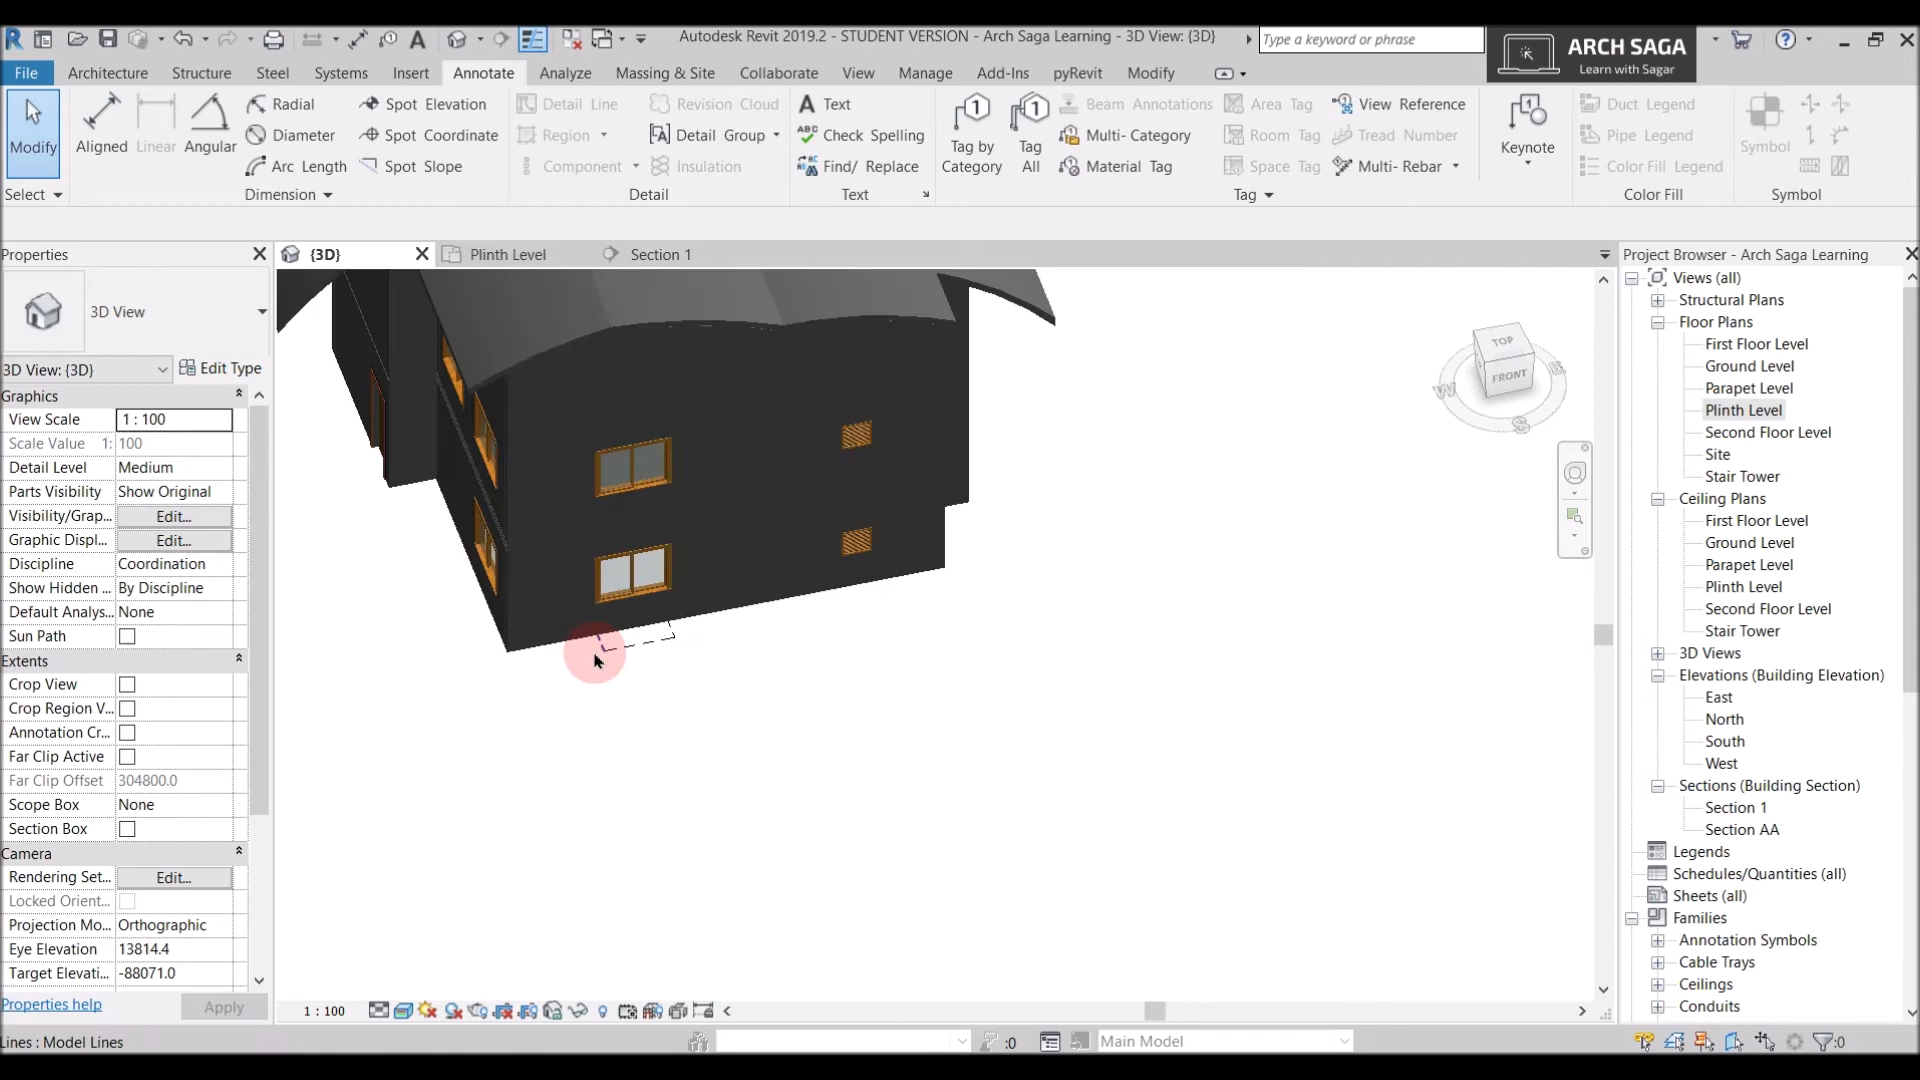 Autodesk Revit 2019.2 - STUDENT VERSION - Arch Saga Learning - 3D View: {3D}
Type a keyword or phrase
ARCH SAGA
Learn with Sagar
File Architecture Structure Steel Systems Insert Annotate Analyze Massing & Site Collaborate View Manage Add-Ins pyRevit Modify
Radial Spot Elevation Detail Line Revision Cloud Text Beam Annotations Area Tag View Reference Duct Legend
Modify Aligned Linear Angular Diameter Spot Coordinate Region Detail Group Check Spelling Tag by Category Tag All Multi- Category Room Tag Tread Number Keynote Pipe Legend Symbol
Arc Length Spot Slope Component Insulation Find/ Replace Material Tag Space Tag Multi- Rebar Color Fill Legend
Select Dimension Detail Text Tag Color Fill Symbol
Properties
{3D} Plinth Level Section 1
Project Browser - Arch Saga Learning
3D View
3D View: {3D} Edit Type
Graphics
View Scale 1 : 100
Scale Value 1: 100
Detail Level Medium
Parts Visibility Show Original
Visibility/Grap... Edit...
Graphic Displ... Edit...
Discipline Coordination
Show Hidden ... By Discipline
Default Analys... None
Sun Path
Extents
Crop View
Crop Region V...
Annotation Cr...
Far Clip Active
Far Clip Offset 304800.0
Scope Box None
Section Box
Camera
Rendering Set... Edit...
Locked Orient...
Projection Mo... Orthographic
Eye Elevation 13814.4
Target Elevati... -88071.0
Properties help Apply
TOP
FRONT
W
E
S
Views (all)
Structural Plans
Floor Plans
First Floor Level
Ground Level
Parapet Level
Plinth Level
Second Floor Level
Site
Stair Tower
Ceiling Plans
First Floor Level
Ground Level
Parapet Level
Plinth Level
Second Floor Level
Stair Tower
3D Views
Elevations (Building Elevation)
East
North
South
West
Sections (Building Section)
Section 1
Section AA
Legends
Schedules/Quantities (all)
Sheets (all)
Families
Annotation Symbols
Cable Trays
Ceilings
Conduits
1 : 100
Lines : Model Lines
:0
Main Model
:0